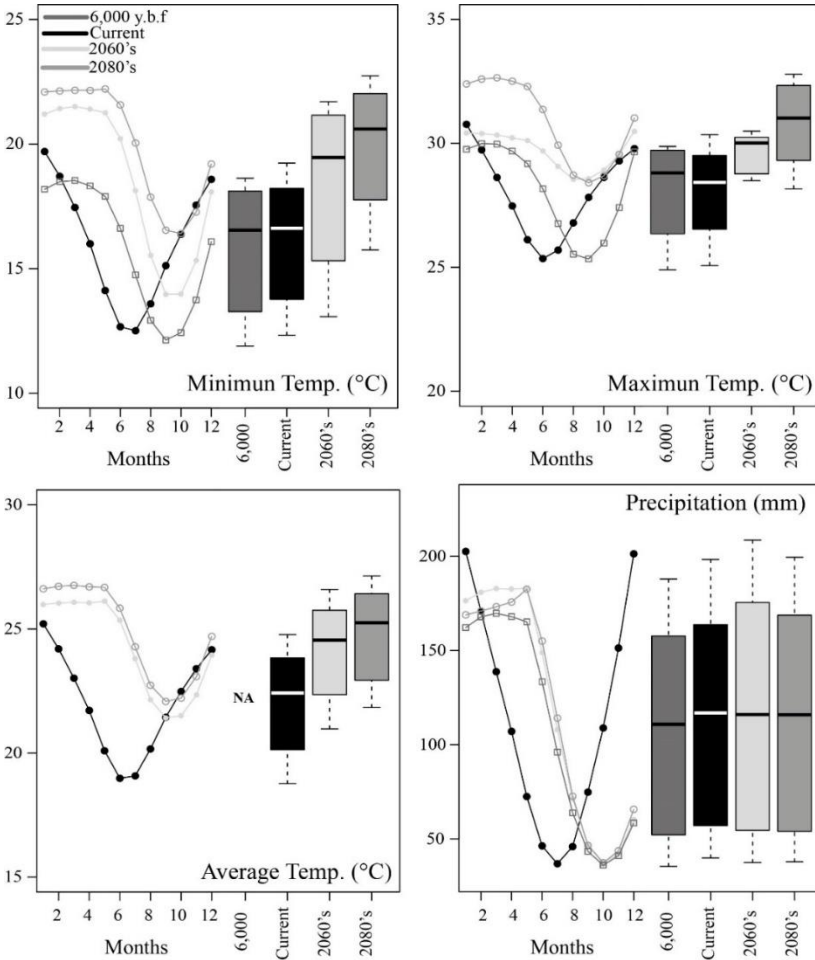 25
20
15
10
6,000 y.b.f
Current
2060's
2080's
Minimun Temp. (°C)
2 4 6 8 10 12
Months
6,000
Current
2060's
2080's
35
30
25
20
Maximun Temp. (°C)
2 4 6 8 10 12
Months
6,000
Current
2060's
2080's
30
25
20
15
NA
Average Temp. (°C)
2 4 6 8 10 12
Months
6,000
Current
2060's
2080's
Precipitation (mm)
200
150
100
50
2 4 6 8 10 12
Months
6,000
Current
2060's
2080's